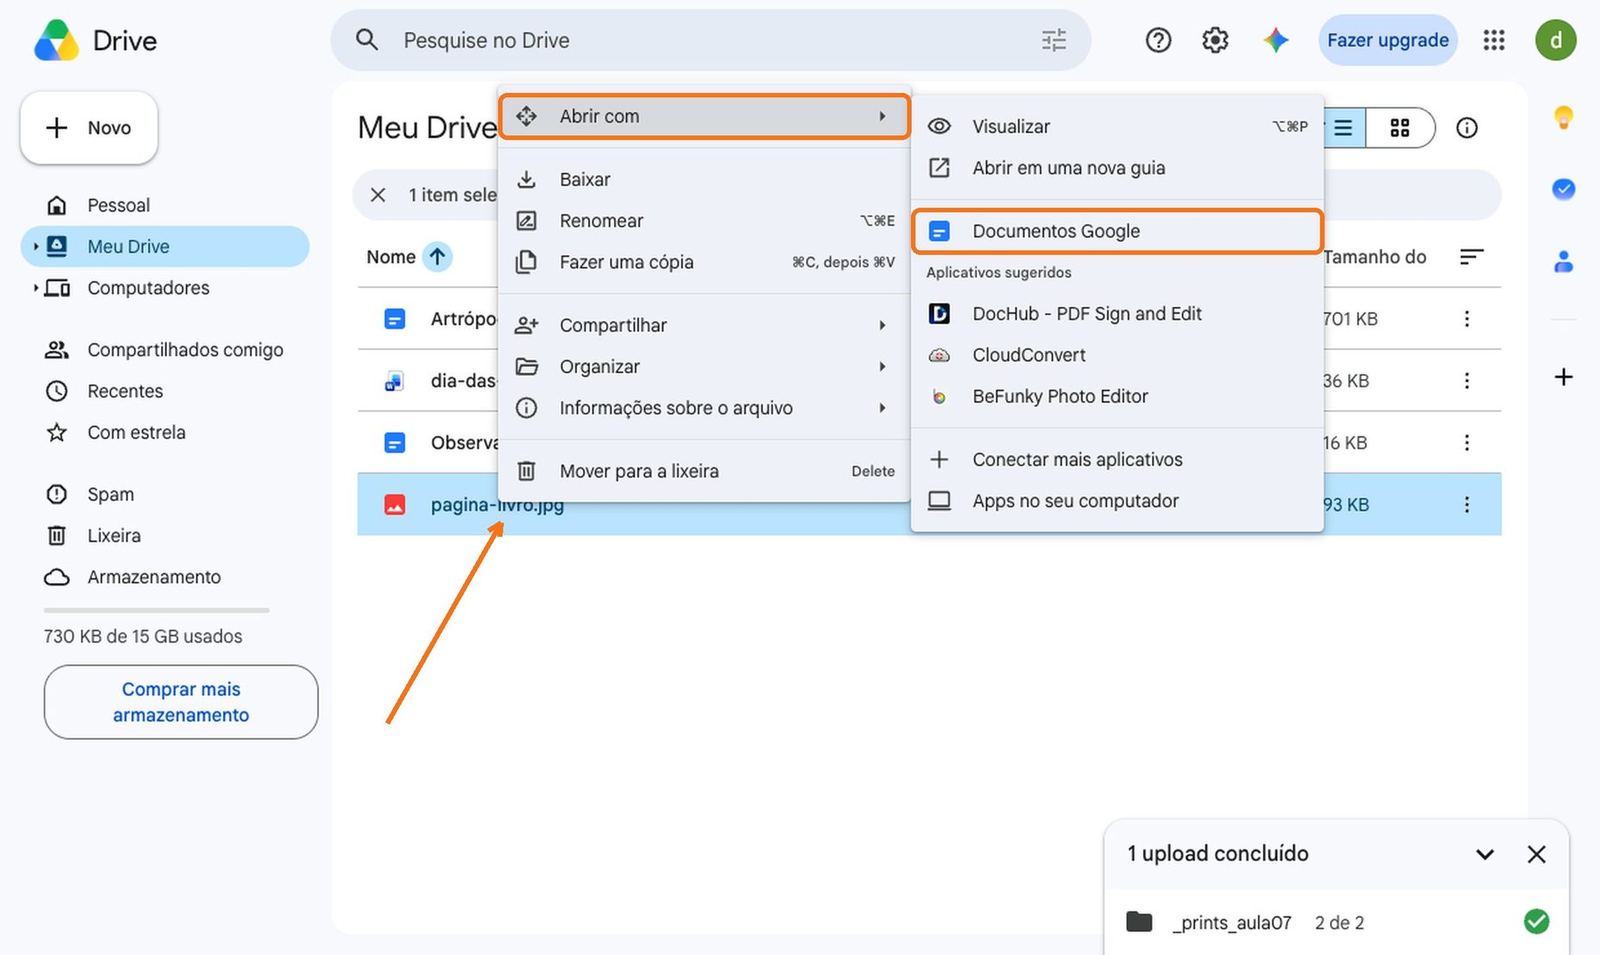 Drive
Pesquise no Drive
Fazer upgrade
d
Novo
Meu Drive
Abrir com
Visualizar ⌥⌘P
Abrir em uma nova guia
1 item sele
Baixar
Renomear ⌥⌘E
Fazer uma cópia ⌘C, depois ⌘V
Documentos Google
Aplicativos sugeridos
Pessoal
Meu Drive
Computadores
Nome
Tamanho do
Artrópo
Compartilhar
DocHub - PDF Sign and Edit
701 KB
Compartilhados comigo
Organizar
CloudConvert
dia-das-
36 KB
Recentes
Informações sobre o arquivo
BeFunky Photo Editor
Com estrela
Observa
16 KB
Mover para a lixeira Delete
Conectar mais aplicativos
Apps no seu computador
pagina-livro.jpg
93 KB
Spam
Lixeira
Armazenamento
730 KB de 15 GB usados
Comprar mais
armazenamento
1 upload concluído
_prints_aula07 2 de 2